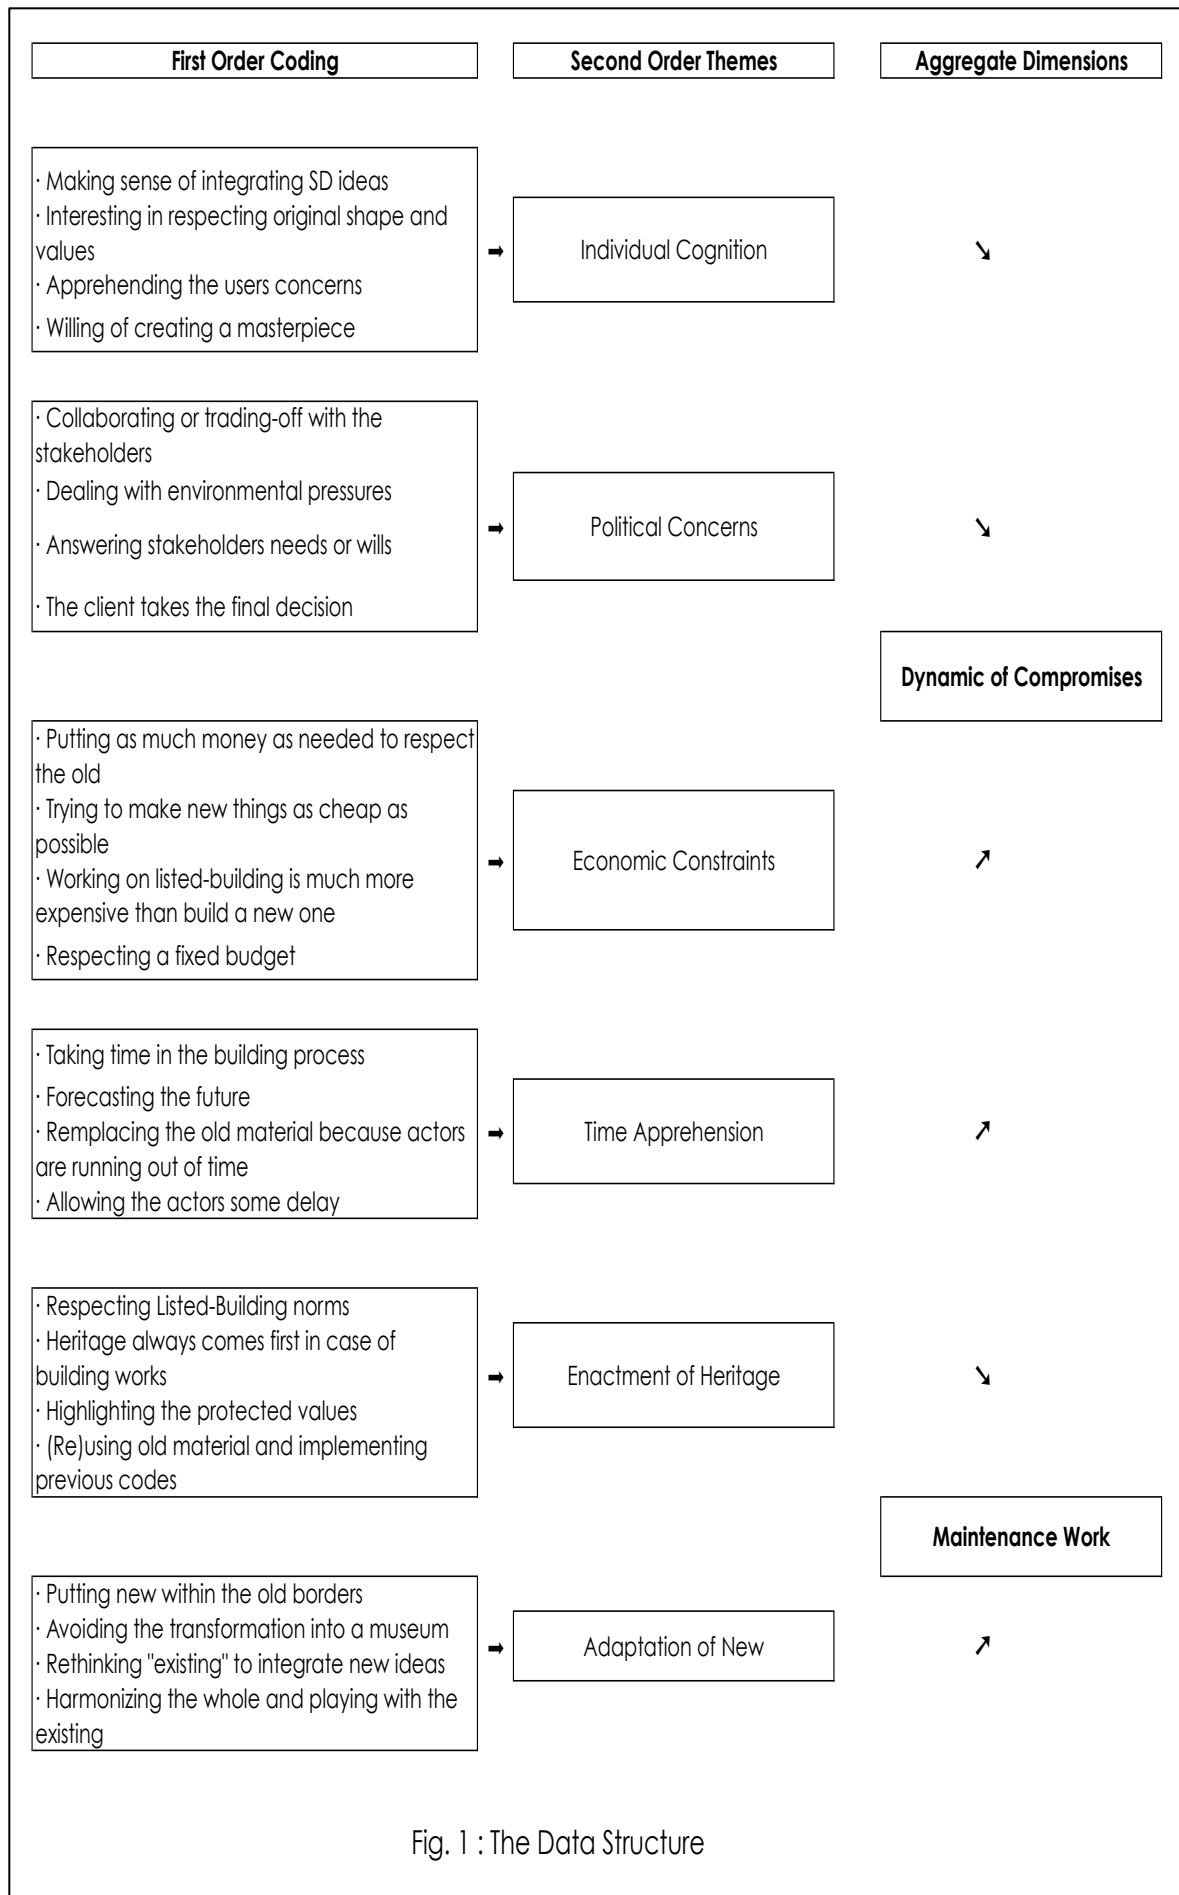 First Order Coding
Second Order Themes
Aggregate Dimensions
· Making sense of integrating SD ideas
· Interesting in respecting original shape and
values
· Apprehending the users concerns
· Willing of creating a masterpiece
➡
Individual Cognition
➘
· Collaborating or trading-off with the
stakeholders
· Dealing with environmental pressures
· Answering stakeholders needs or wills
· The client takes the final decision
➡
Political Concerns
➘
Dynamic of Compromises
· Putting as much money as needed to respect
the old
· Trying to make new things as cheap as
possible
· Working on listed-building is much more
expensive than build a new one
· Respecting a fixed budget
➡
Economic Constraints
➚
· Taking time in the building process
· Forecasting the future
· Remplacing the old material because actors
are running out of time
· Allowing the actors some delay
➡
Time Apprehension
➚
· Respecting Listed-Building norms
· Heritage always comes first in case of
building works
· Highlighting the protected values
· (Re)using old material and implementing
previous codes
➡
Enactment of Heritage
➘
Maintenance Work
· Putting new within the old borders
· Avoiding the transformation into a museum
· Rethinking "existing" to integrate new ideas
· Harmonizing the whole and playing with the
existing
➡
Adaptation of New
➚
Fig. 1 : The Data Structure